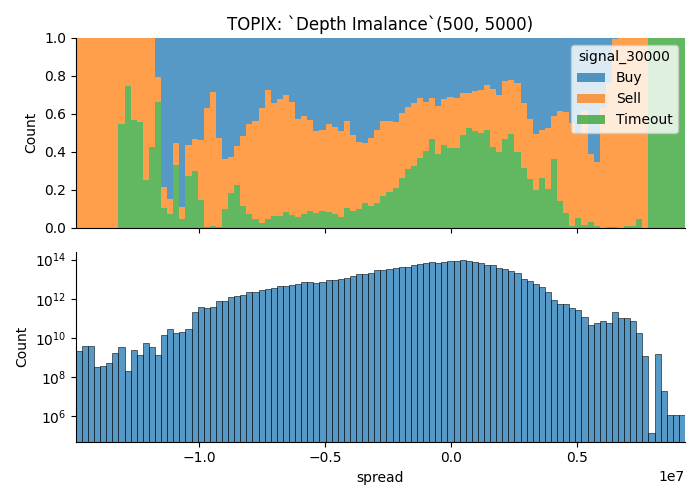 TOPIX: `Depth Imalance`(500, 5000)
1.0
0.8
0.6
0.4
0.2
0.0
Count
signal_30000
Buy
Sell
Timeout
10^14
10^12
10^10
10^8
10^6
Count
−1.0
−0.5
0.0
0.5
1e7
spread